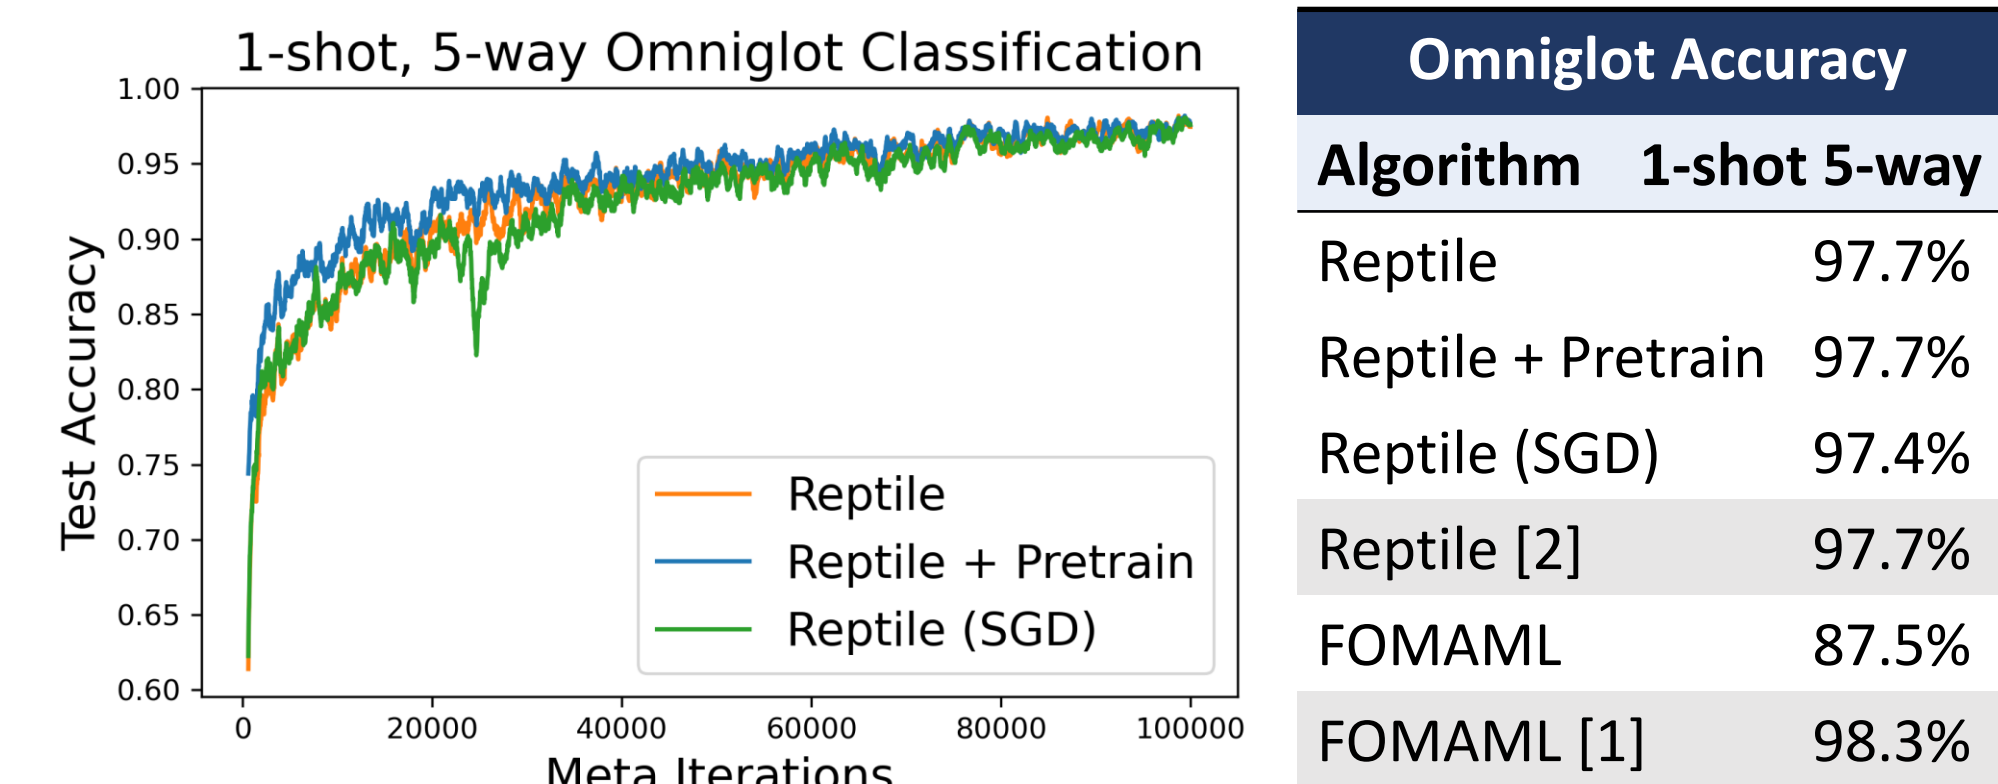 1-shot, 5-way Omniglot Classification
1.00
0.95
0.90
0.85
0.80
0.75
0.70
0.65
0.60
Test Accuracy
Reptile
Reptile + Pretrain
Reptile (SGD)
0 20000 40000 60000 80000 100000
Meta Iterations
Omniglot Accuracy
Algorithm 1-shot 5-way
Reptile 97.7%
Reptile + Pretrain 97.7%
Reptile (SGD) 97.4%
Reptile [2] 97.7%
FOMAML 87.5%
FOMAML [1] 98.3%